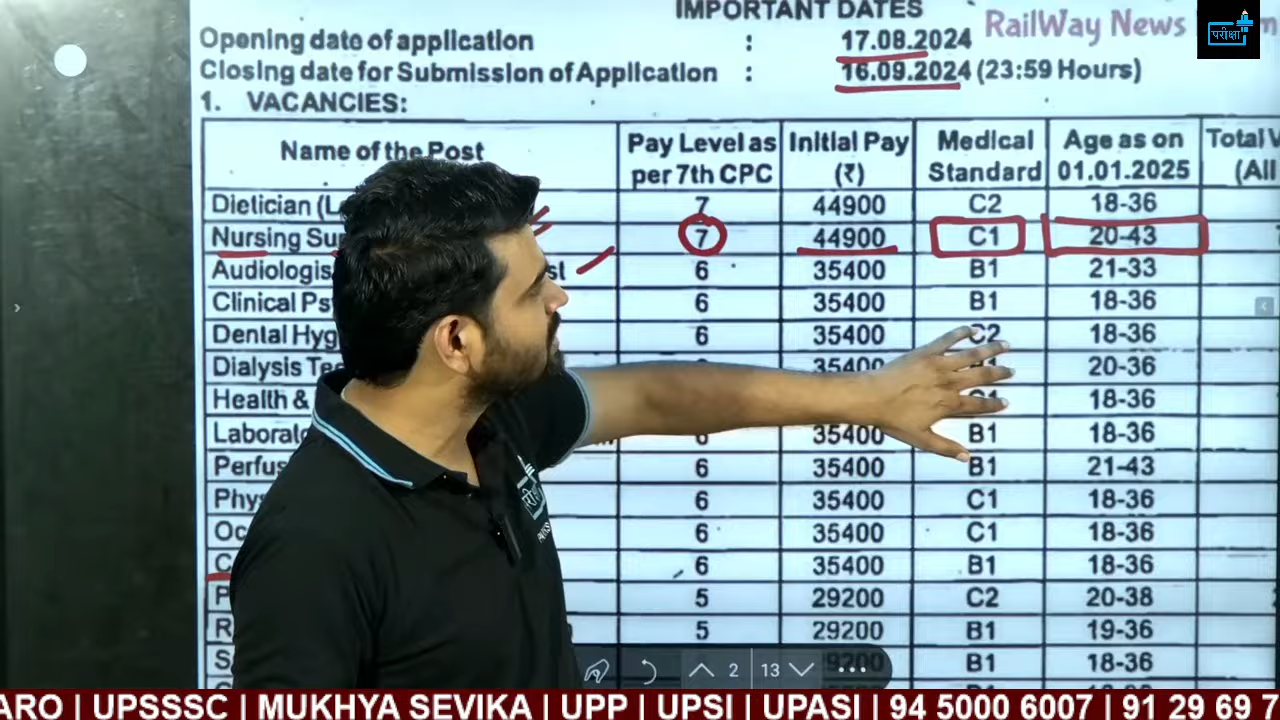 IMPORTANT DATES
RailWay News
परीक्षा
Opening date of application : 17.08.2024
Closing date for Submission of Application : 16.09.2024 (23:59 Hours)
1. VACANCIES:
Name of the Post Pay Level as per 7th CPC Initial Pay (₹) Medical Standard Age as on 01.01.2025 Total (All
Dietician (L 7 44900 C2 18-36
Nursing Su 7 44900 C1 20-43
Audiologis st 6 35400 B1 21-33
Clinical Ps 6 35400 B1 18-36
Dental Hyg 6 35400 C2 18-36
Dialysis Te 35400 20-36
Health & 35400 C1 18-36
Laborato 6 35400 B1 18-36
Perfus 6 35400 B1 21-43
Phy 6 35400 C1 18-36
Oc 6 35400 C1 18-36
C 6 35400 B1 18-36
P 5 29200 C2 20-38
R 5 29200 B1 19-36
S 29200 B1 18-36
2 13
ARO | UPSSSC | MUKHYA SEVIKA | UPP | UPSI | UPASI | 94 5000 6007 | 91 29 69 7